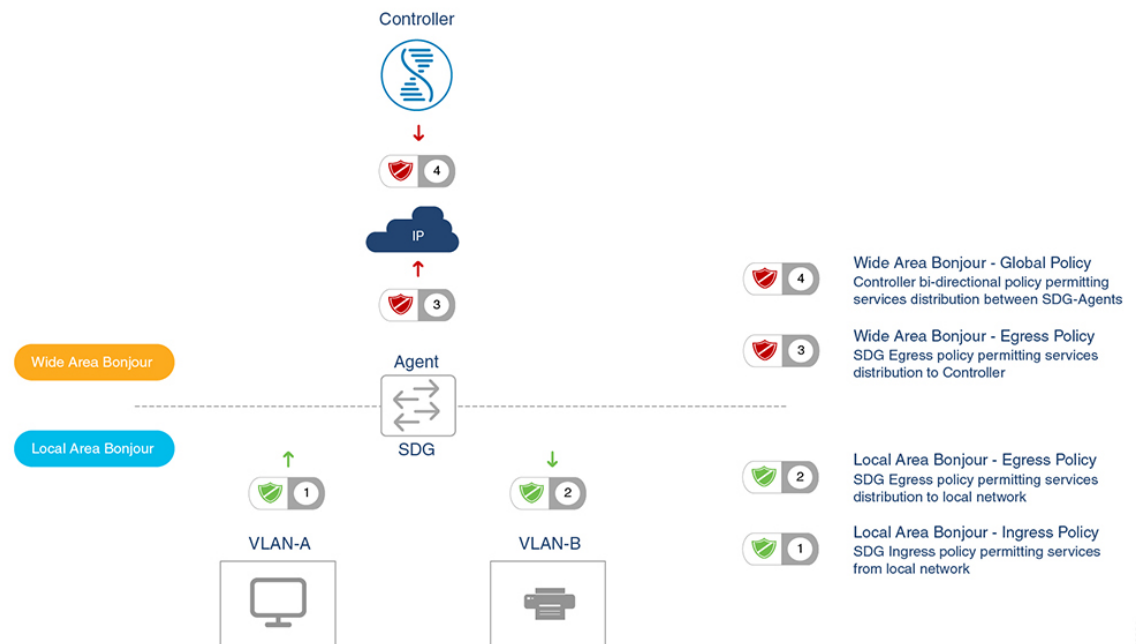 Controller
4
IP
3
Wide Area Bonjour
Agent
SDG
Local Area Bonjour
1
2
VLAN-A
VLAN-B
4
Wide Area Bonjour - Global Policy
Controller bi-directional policy permitting
services distribution between SDG-Agents
3
Wide Area Bonjour - Egress Policy
SDG Egress policy permitting services
distribution to Controller
2
Local Area Bonjour - Egress Policy
SDG Egress policy permitting services
distribution to local network
1
Local Area Bonjour - Ingress Policy
SDG Ingress policy permitting services
from local network